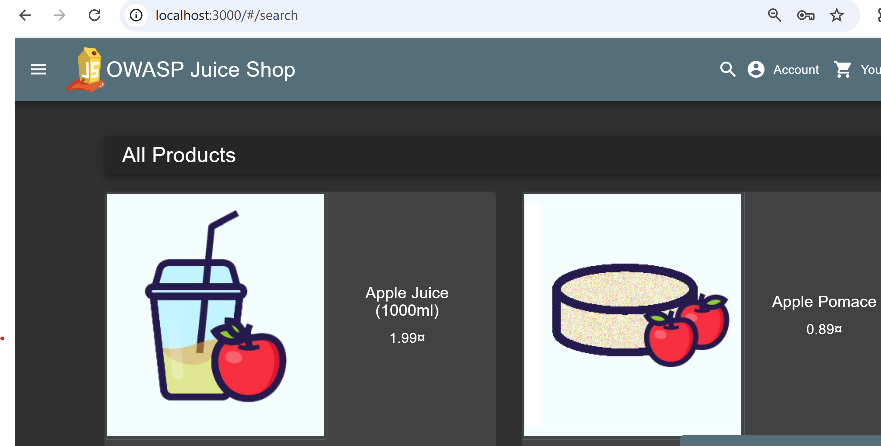 localhost:3000/#/search
JS
OWASP Juice Shop
Account
You
All Products
Apple Juice
(1000ml)
1.99¤
Apple Pomace
0.89¤